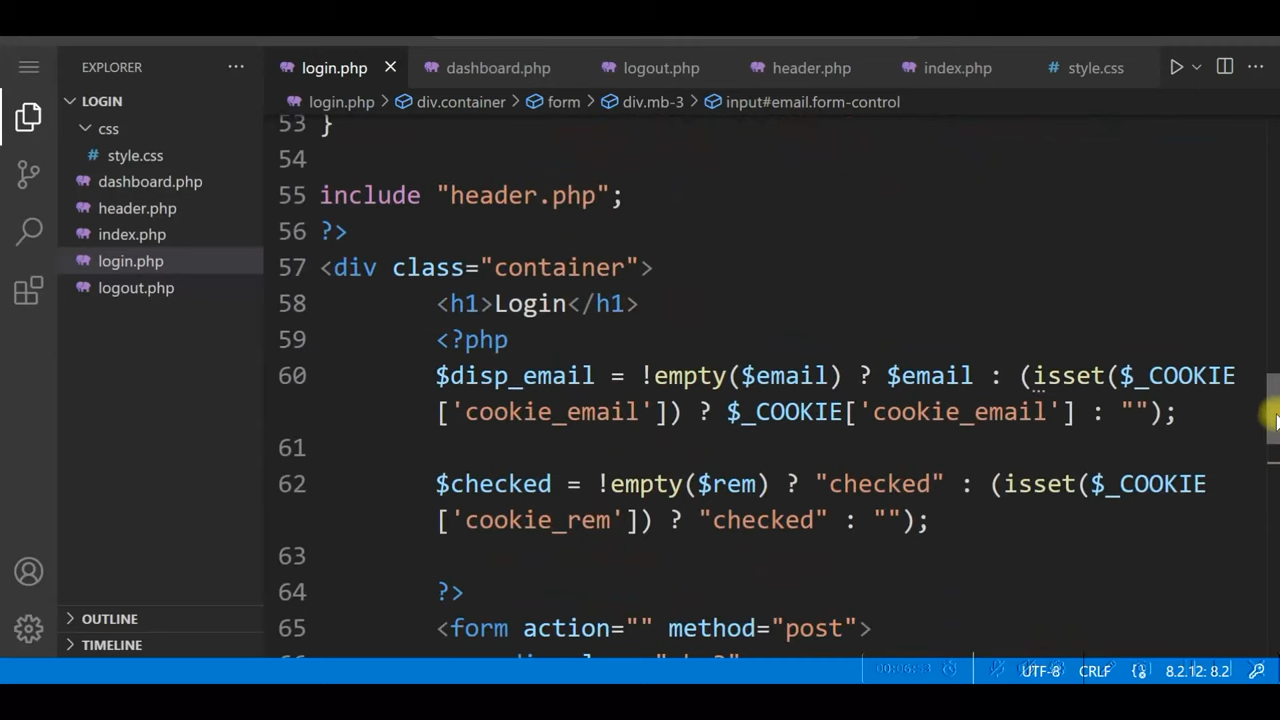 EXPLORER
LOGIN
css
style.css
dashboard.php
header.php
index.php
login.php
logout.php
OUTLINE
TIMELINE
login.php dashboard.php logout.php header.php index.php style.css
login.php > div.container > form > div.mb-3 > input#email.form-control
53 }
54
55 include "header.php";
56 ?>
57 <div class="container">
58 <h1>Login</h1>
59 <?php
60 $disp_email = !empty($email) ? $email : (isset($_COOKIE
['cookie_email']) ? $_COOKIE['cookie_email'] : "");
61
62 $checked = !empty($rem) ? "checked" : (isset($_COOKIE
['cookie_rem']) ? "checked" : "");
63
64 ?>
65 <form action="" method="post">
00:06:53 UTF-8 CRLF 8.2.12: 8.2